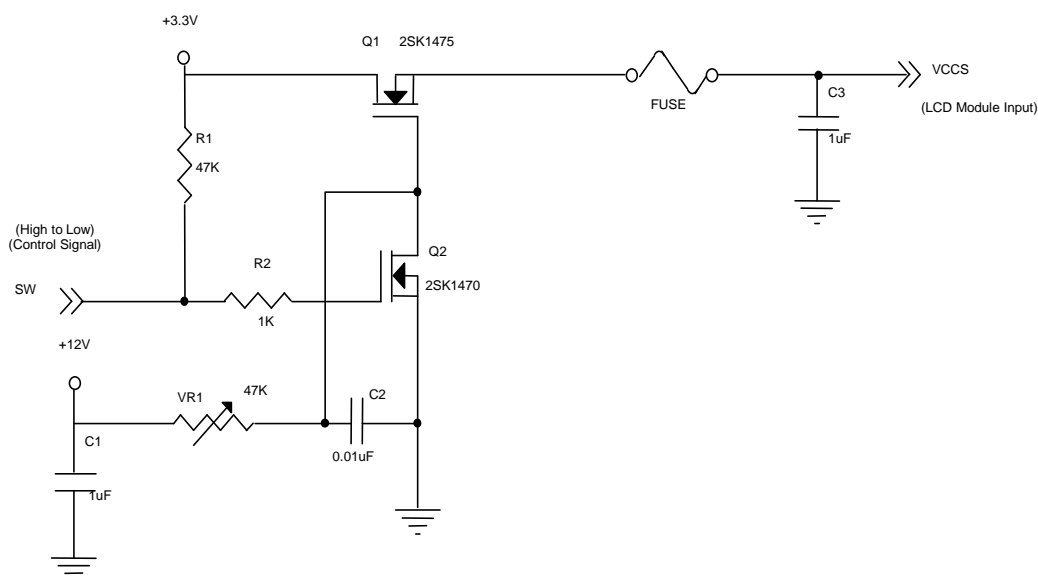 +3.3V
Q1 2SK1475
VCCS
FUSE
C3
(LCD Module Input)
R1
1uF
47K
(High to Low)
(Control Signal)
Q2
R2
SW
2SK1470
1K
+12V
47K
VR1
C2
C1
0.01uF
1uF